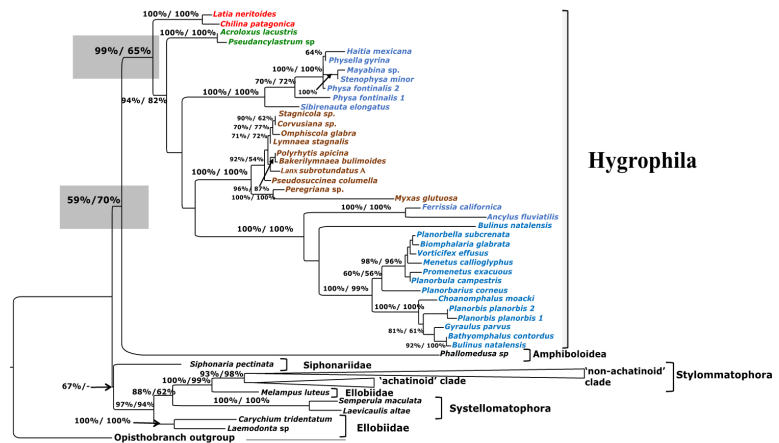 100%/ 100%
Latia neritoides
Chilina patagonica
100%/ 100%
Acroloxus lacustris
Pseudancylastrum sp
99%/ 65%
94%/ 82%
64%
Haitia mexicana
Physella gyrina
100%/ 100%
Mayabina sp.
Stenophysa minor
70%/ 72%
100%/ 100%
100%
Physa fontinalis 2
Physa fontinalis 1
Sibirenauta elongatus
90%/ 62%
Stagnicola sp.
70%/ 77%
Corvusiana sp.
71%/ 72%
Omphiscola glabra
Lymnaea stagnalis
92%/54%
Polyrhytis apicina
Bakerilymnaea bulimoides
100%/ 100%
Lanx subrotundatus A
Pseudosuccinea columella
96%/ 87%
Peregriana sp.
100%/ 100%
Myxas glutuosa
Hygrophila
59%/70%
100%/ 100%
Ferrissia californica
Ancylus fluviatilis
100%/ 100%
Bulinus natalensis
Planorbella subcrenata
Biomphalaria glabrata
Vorticifex effusus
98%/ 96%
Menetus callioglyphus
60%/56%
Promenetus exacuous
Planorbula campestris
100%/ 99%
Planorbarius corneus
Choanomphalus moacki
100%/ 100%
Planorbis planorbis 2
Planorbis planorbis 1
81%/ 61%
Gyraulus parvus
Bathyomphalus contordus
92%/ 100%
Bulinus natalensis
Phallomedusa sp
Amphiboloidea
Siphonaria pectinata
Siphonariidae
93%/98%
'non-achatinoid'
clade
Stylommatophora
67%/-
100%/99%
'achatinoid' clade
88%/62%
Melampus luteus
Ellobiidae
97%/94%
100%/ 100%
Semperula maculata
Laevicaulis altae
Systellomatophora
100%/ 100%
Carychium tridentatum
Laemodonta sp
Ellobiidae
Opisthobranch outgroup